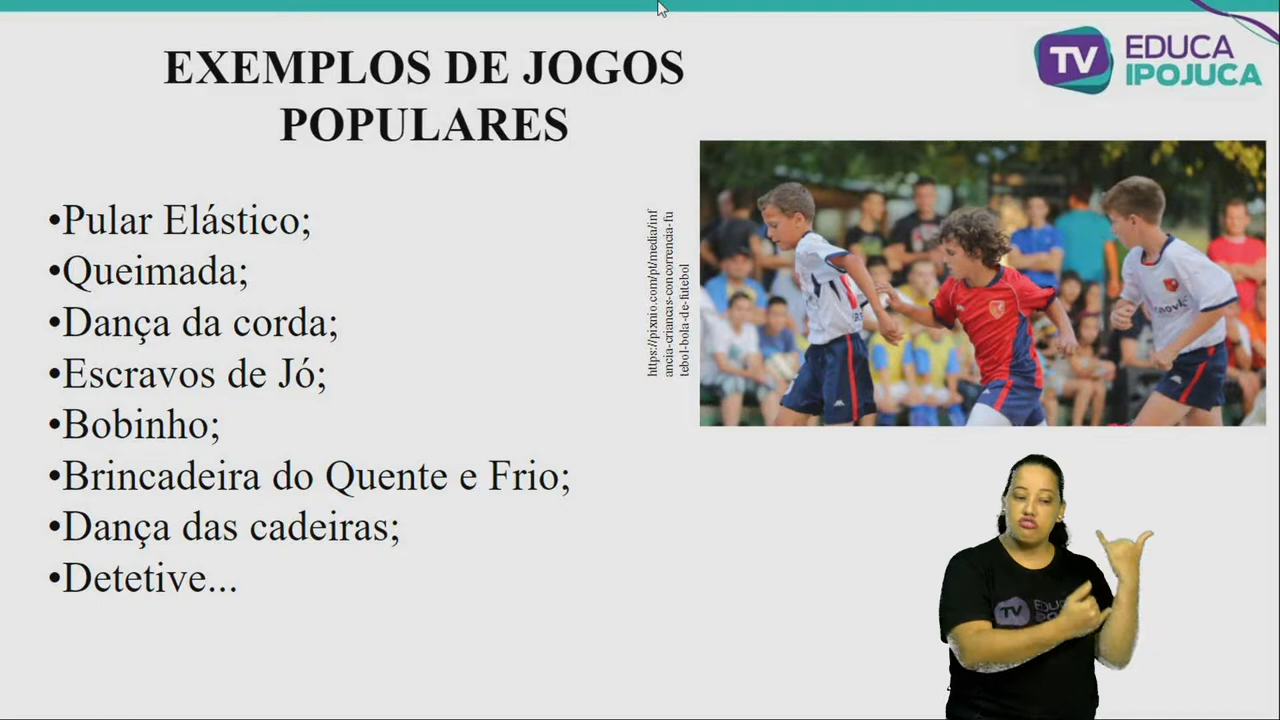 EXEMPLOS DE JOGOS
POPULARES
TV EDUCA
IPOJUCA
•Pular Elástico;
•Queimada;
•Dança da corda;
•Escravos de Jó;
•Bobinho;
•Brincadeira do Quente e Frio;
•Dança das cadeiras;
•Detetive...
https://pixnio.com/pt/media/inf
ancia-criancas-concorrencia-fu
tebol-bola-de-futebol
TV